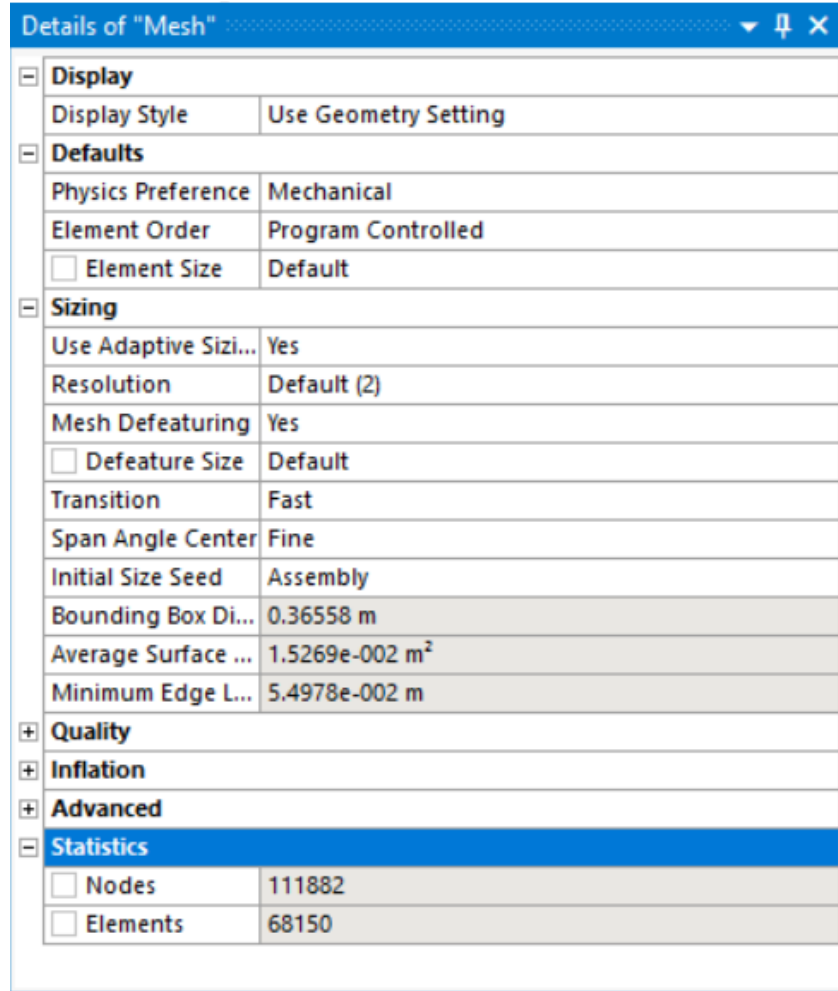 Details of "Mesh"
Display
Display Style Use Geometry Setting
Defaults
Physics Preference Mechanical
Element Order Program Controlled
Element Size Default
Sizing
Use Adaptive Sizi... Yes
Resolution Default (2)
Mesh Defeaturing Yes
Defeature Size Default
Transition Fast
Span Angle Center Fine
Initial Size Seed Assembly
Bounding Box Di... 0.36558 m
Average Surface ... 1.5269e-002 m²
Minimum Edge L... 5.4978e-002 m
Quality
Inflation
Advanced
Statistics
Nodes 111882
Elements 68150